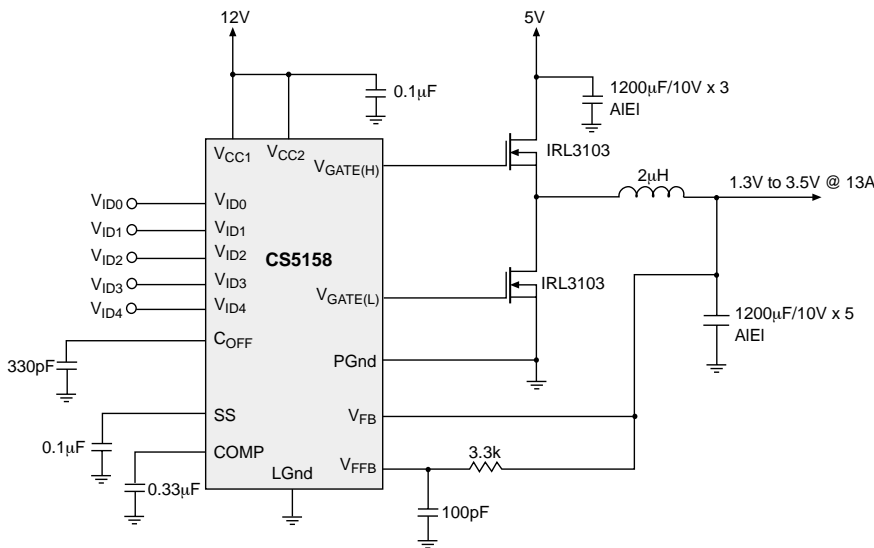 12V
5V
0.1µF
1200µF/10V x 3
AlEl
VCC1
VCC2
VGATE(H)
IRL3103
2µH
1.3V to 3.5V @ 13A
VID0
VID0
VID1
VID1
VID2
VID2
CS5158
VID3
VID3
VID4
VID4
VGATE(L)
IRL3103
1200µF/10V x 5
AlEl
COFF
330pF
PGnd
SS
VFB
0.1µF
COMP
3.3k
VFFB
LGnd
0.33µF
100pF